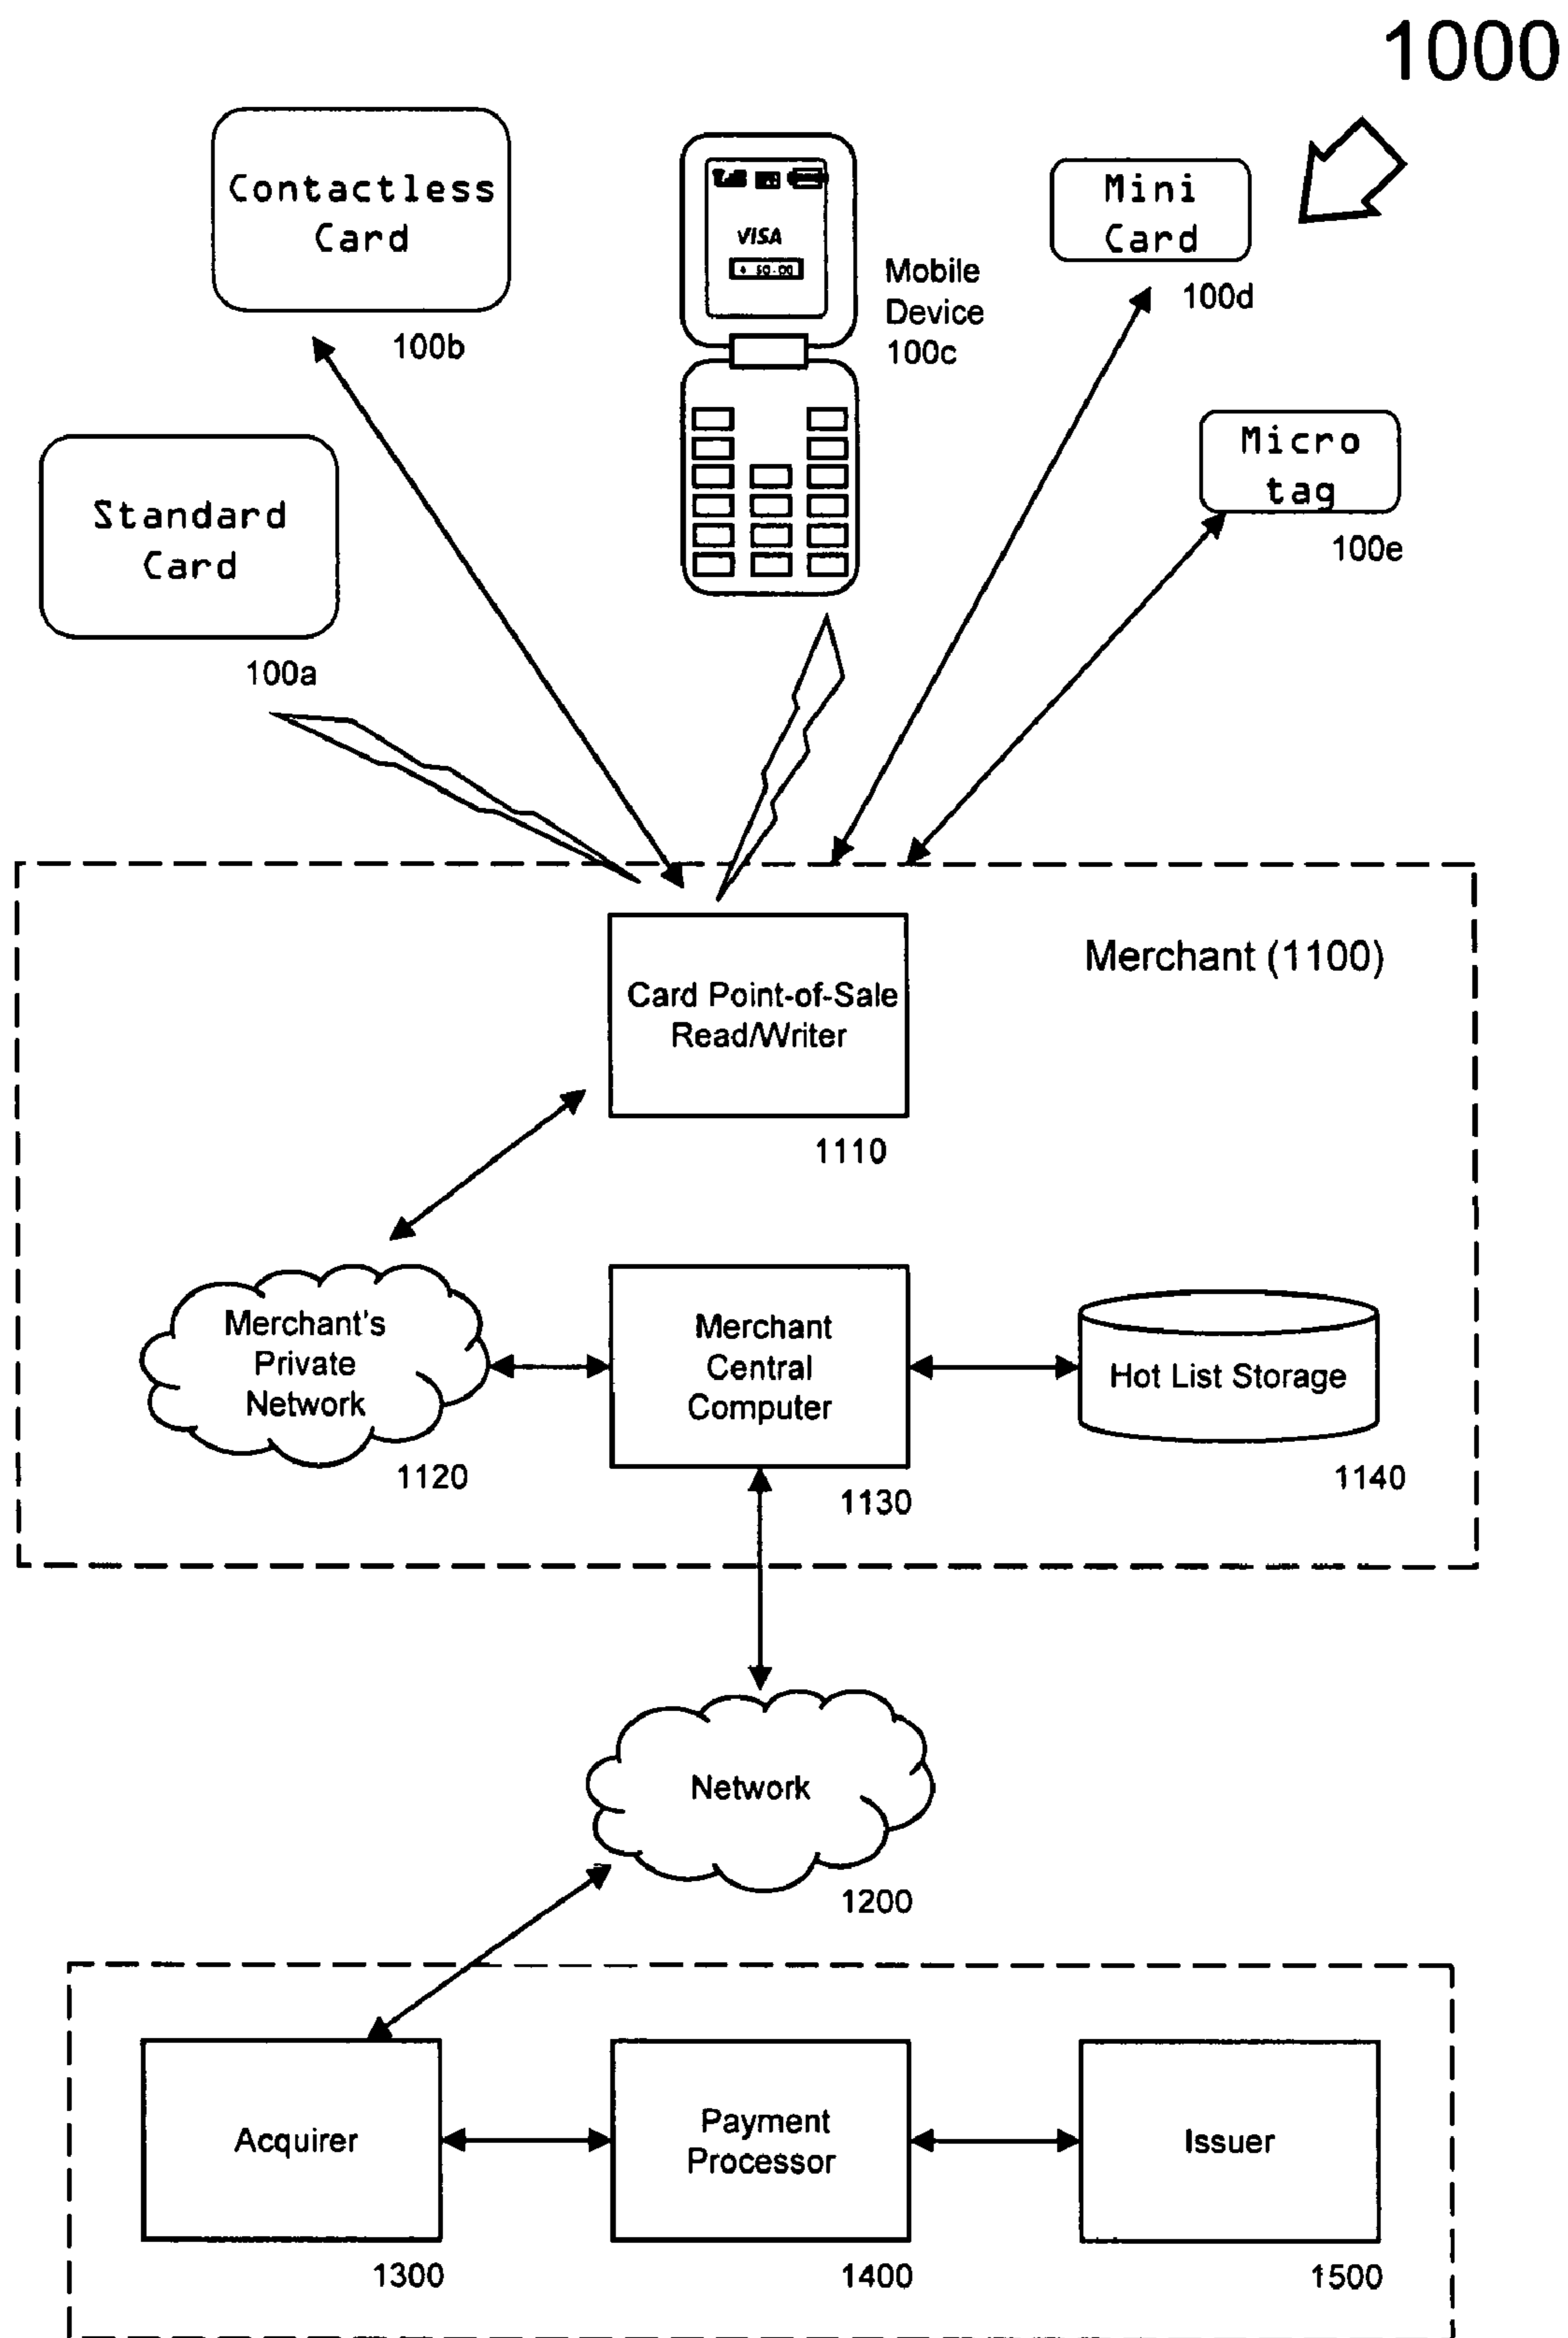 1000
Contactless
Card
100b
VISA
50.00
Mobile
Device
100c
Mini
Card
100d
Micro
tag
100e
Standard
Card
100a
Merchant (1100)
Card Point-of-Sale
Read/Writer
1110
Merchant's
Private
Network
1120
Merchant
Central
Computer
1130
Hot List Storage
1140
Network
1200
Acquirer
1300
Payment
Processor
1400
Issuer
1500